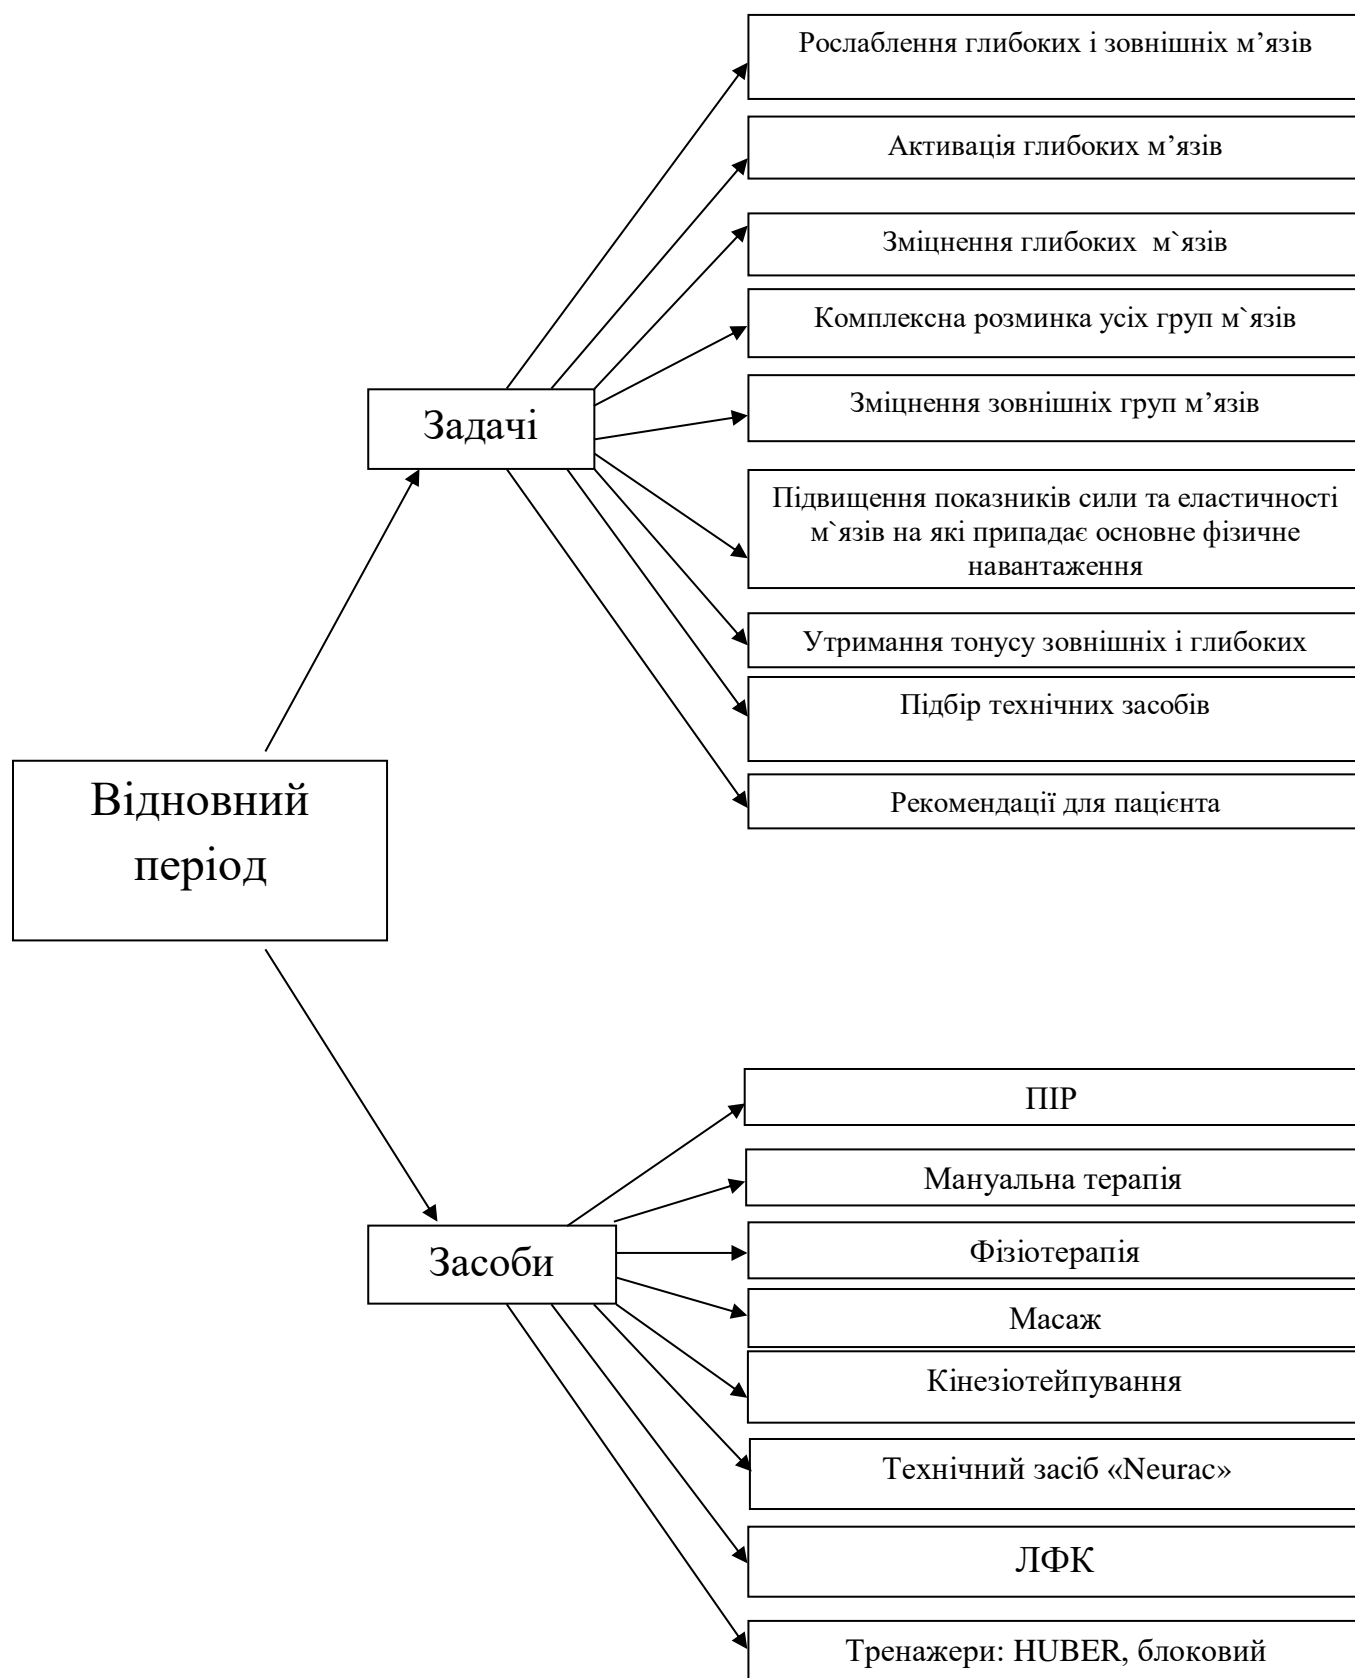 Рослаблення глибоких і зовнішніх м’язів
Активація глибоких м’язів
Зміцнення глибоких м`язів
Комплексна розминка усіх груп м`язів
Зміцнення зовнішніх груп м’язів
Задачі
Підвищення показників сили та еластичності
м`язів на які припадає основне фізичне
навантаження
Утримання тонусу зовнішніх і глибоких
Підбір технічних засобів
Рекомендації для пацієнта
Відновний
період
ПІР
Мануальна терапія
Фізіотерапія
Засоби
Масаж
Кінезіотейпування
Технічний засіб «Neurac»
ЛФК
Тренажери: HUBER, блоковий